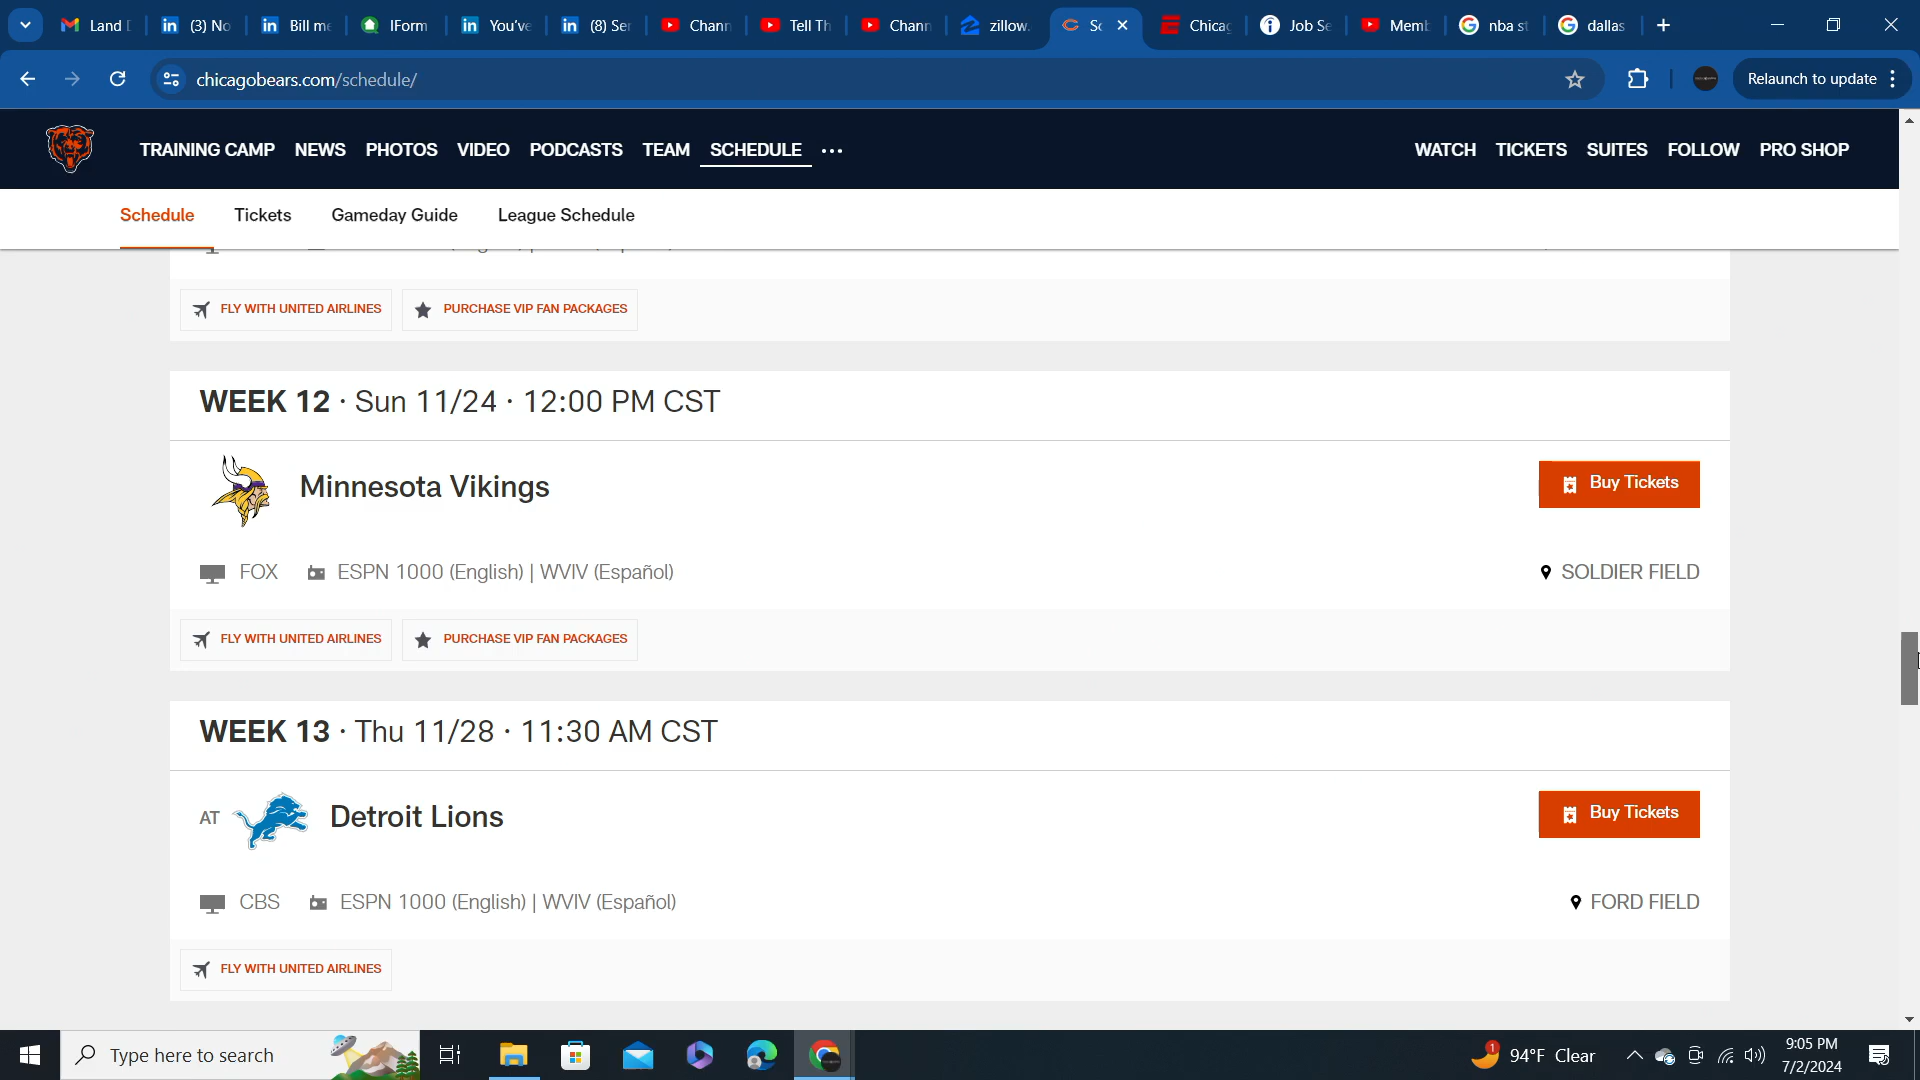 Land D
(3) No
Bill me
IForm
You've
(8) Ser
Chann
Tell Th
Chann
zillow.
Sc
Chicag
Job Se
Memb
nba st
dallas
chicagobears.com/schedule/
Relaunch to update
TRAINING CAMP NEWS PHOTOS VIDEO PODCASTS TEAM SCHEDULE WATCH TICKETS SUITES FOLLOW PRO SHOP
Schedule Tickets Gameday Guide League Schedule
FLY WITH UNITED AIRLINES PURCHASE VIP FAN PACKAGES
WEEK 12 · Sun 11/24 · 12:00 PM CST
Minnesota Vikings Buy Tickets
FOX ESPN 1000 (English) | WVIV (Español) SOLDIER FIELD
FLY WITH UNITED AIRLINES PURCHASE VIP FAN PACKAGES
WEEK 13 · Thu 11/28 · 11:30 AM CST
AT Detroit Lions Buy Tickets
CBS ESPN 1000 (English) | WVIV (Español) FORD FIELD
FLY WITH UNITED AIRLINES
Type here to search
1
94°F Clear
9:05 PM
7/2/2024